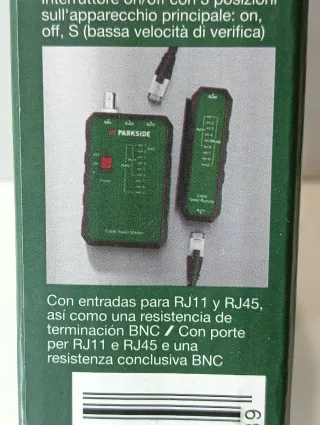 Interruttore on/off con 3 posizioni
sull'apparecchio principale: on,
off, S (bassa velocità di verifica)
PARKSIDE
Con entradas para RJ11 y RJ45,
así como una resistencia de
terminación BNC / Con porte
per RJ11 e RJ45 e una
resistenza conclusiva BNC